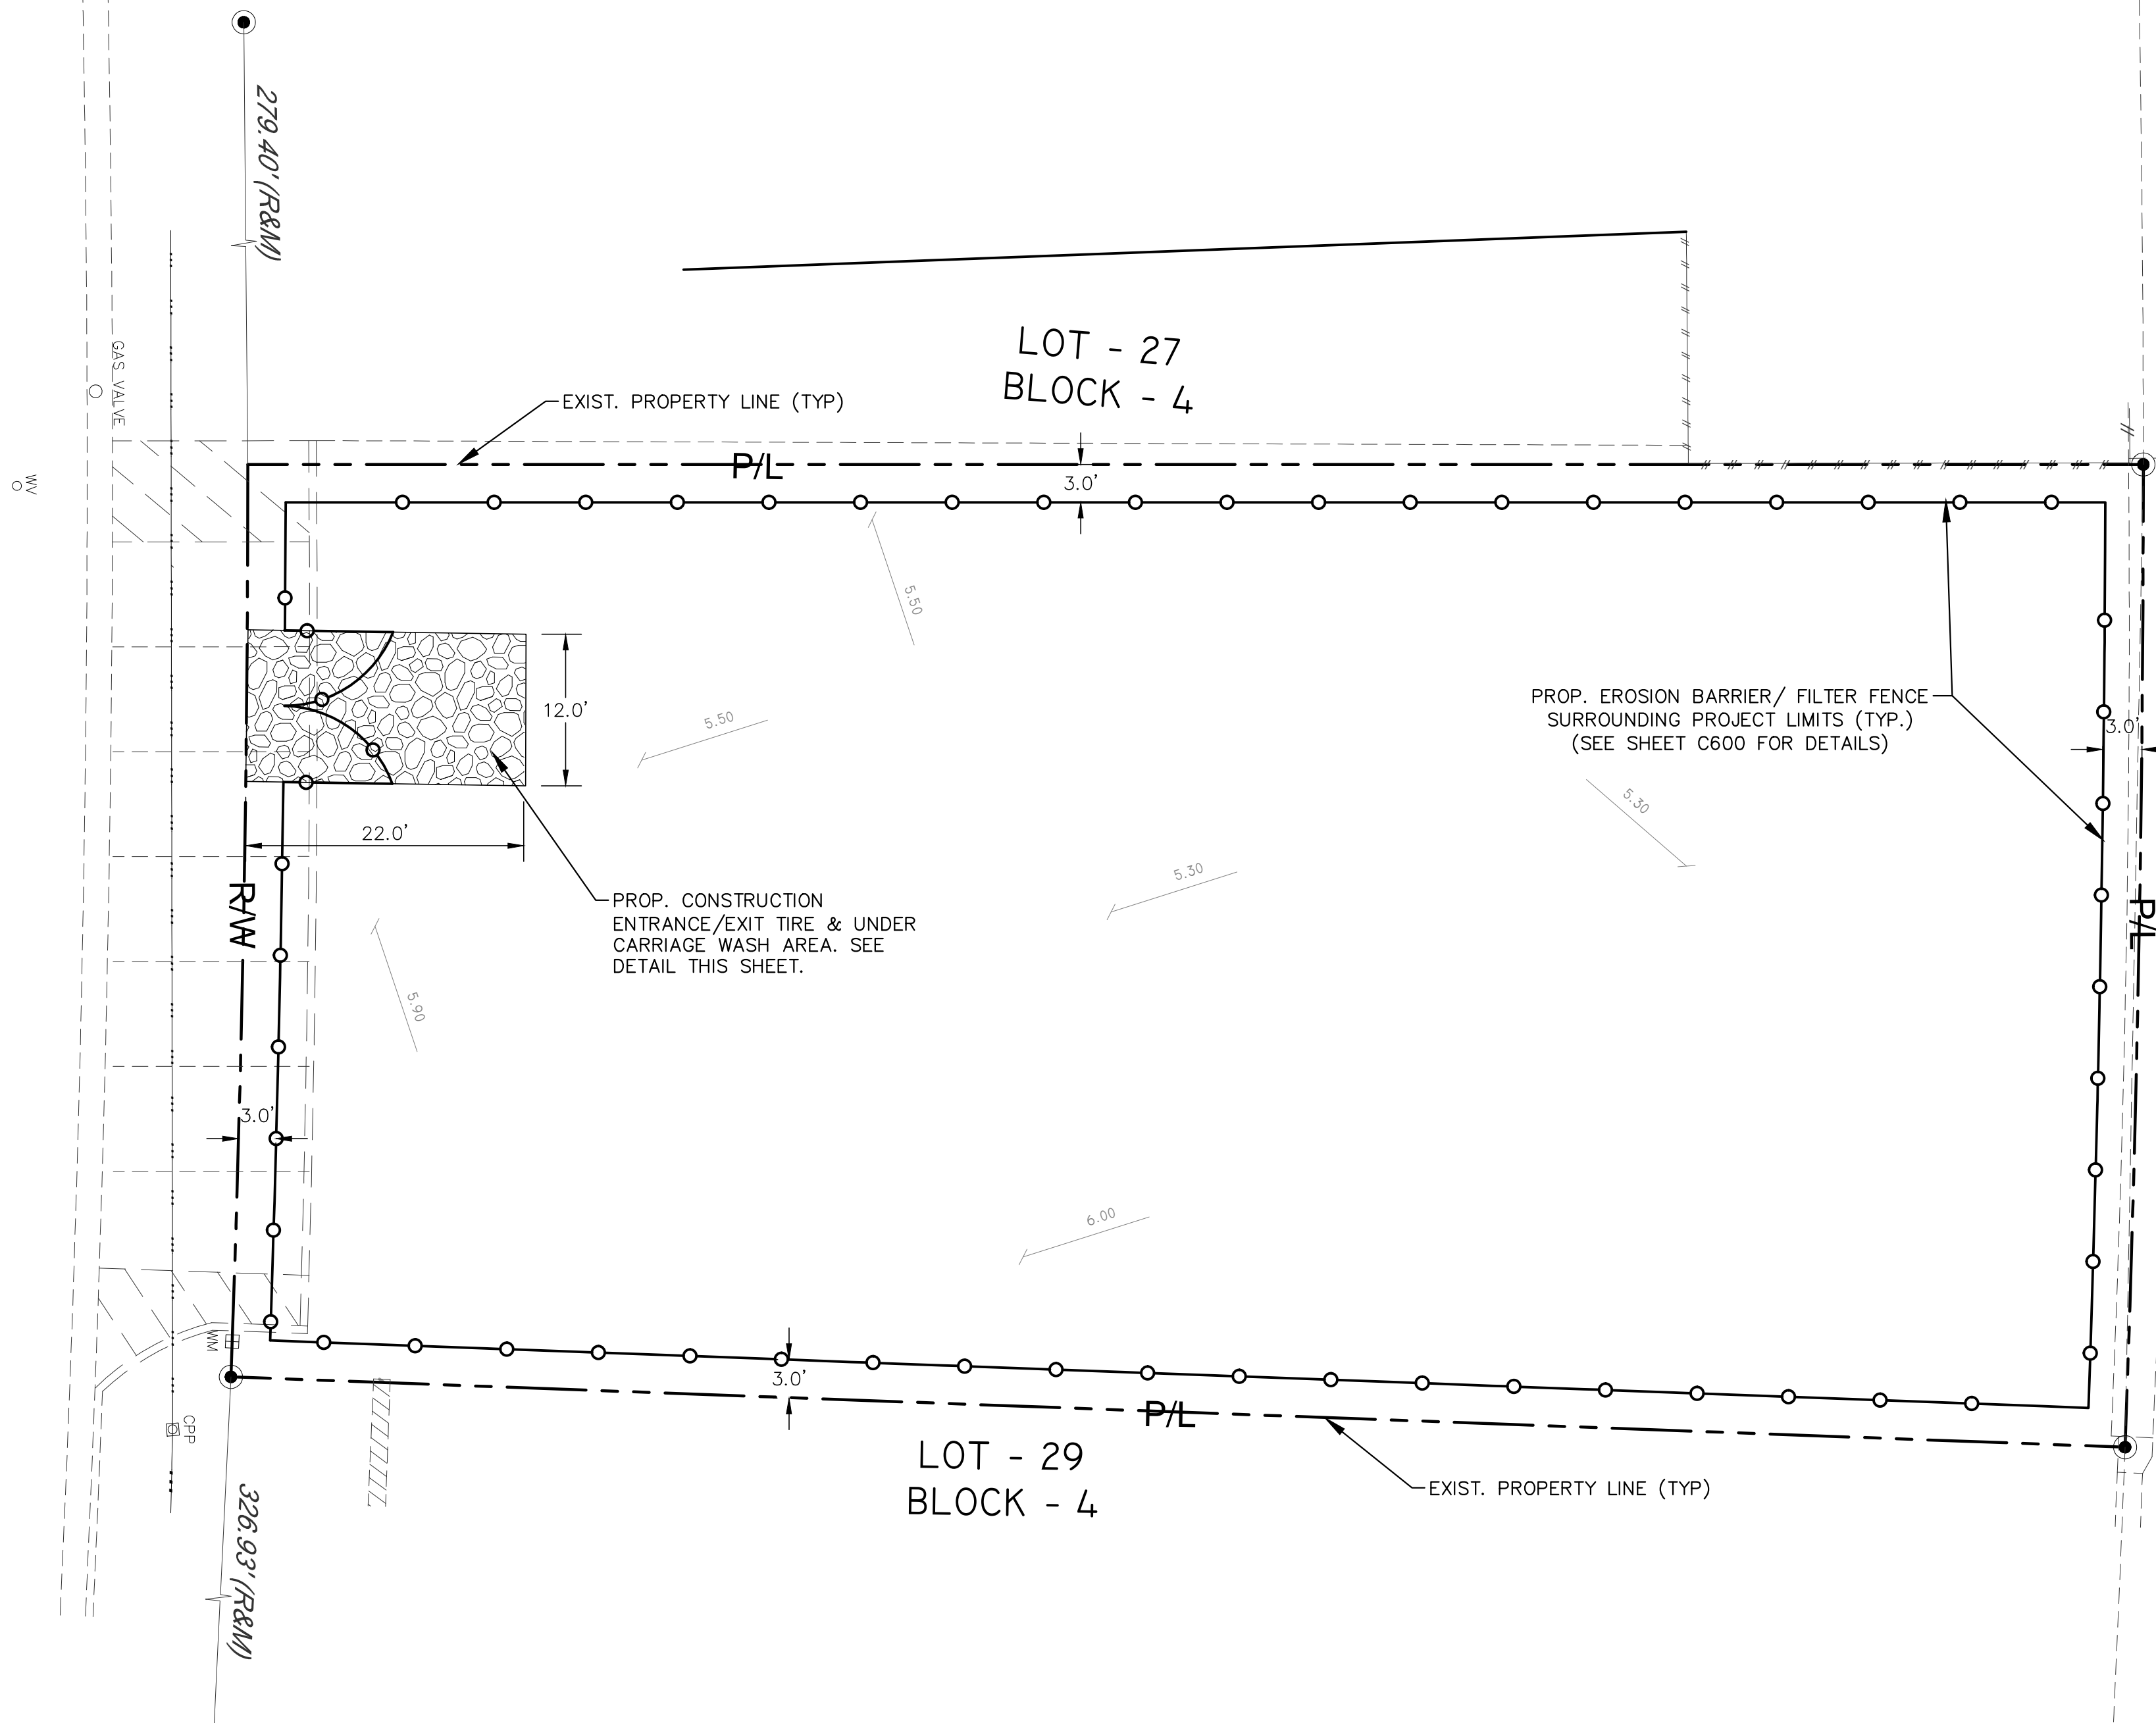 279.40'(R&M)
GAS VALVE
WV
LOT - 27
BLOCK - 4
EXIST. PROPERTY LINE (TYP)
P/L
3.0'
5.50
12.0'
5.50
PROP. EROSION BARRIER/ FILTER FENCE
SURROUNDING PROJECT LIMITS (TYP.)
(SEE SHEET C600 FOR DETAILS)
3.0'
5.30
22.0'
5.30
R/W
P/L
PROP. CONSTRUCTION
ENTRANCE/EXIT TIRE & UNDER
CARRIAGE WASH AREA. SEE
DETAIL THIS SHEET.
5.90
3.0'
6.00
WM
3.0'
P/L
CPP
LOT - 29
BLOCK - 4
EXIST. PROPERTY LINE (TYP)
326.93'(R&M)